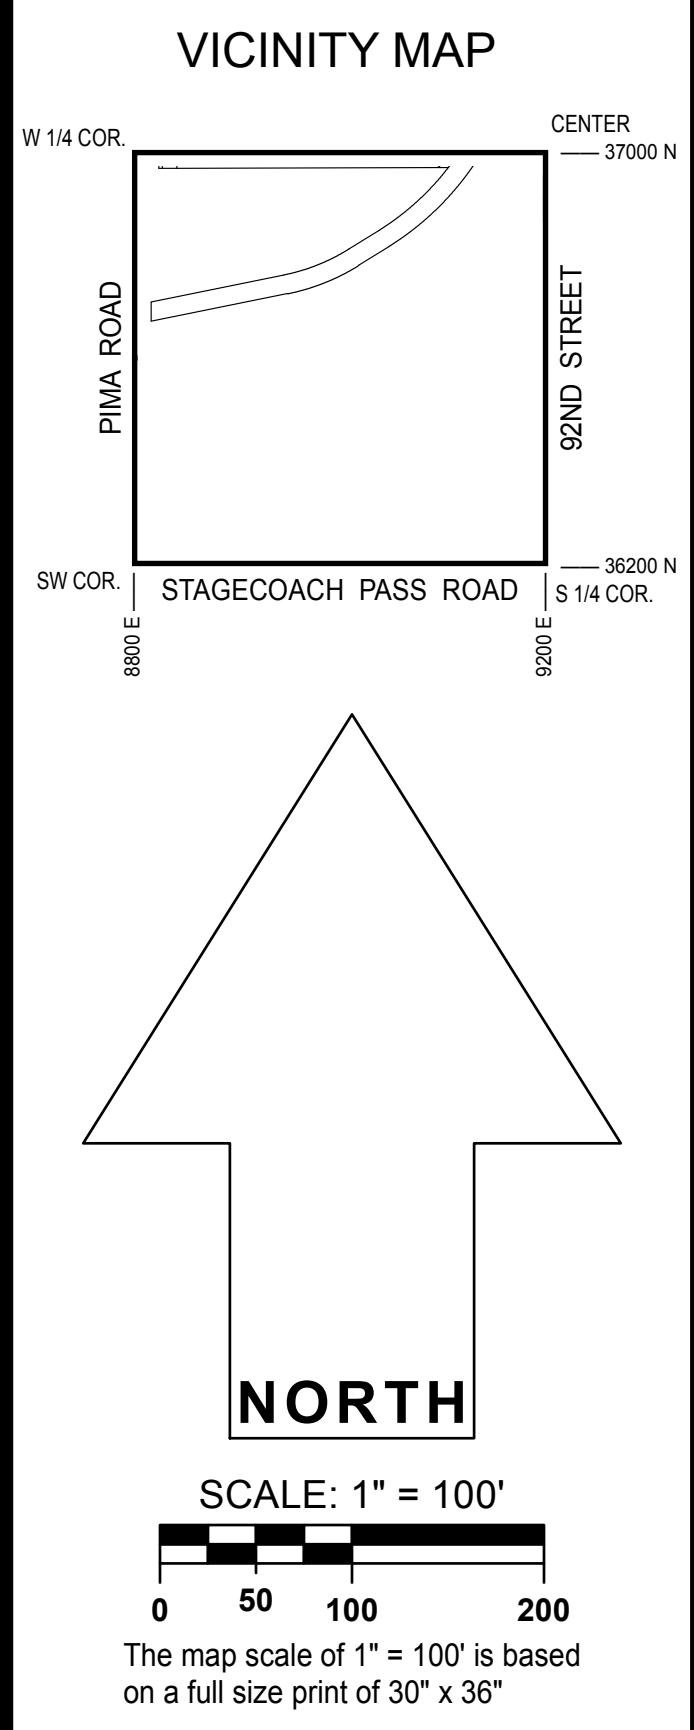 VICINITY MAP
CENTER
W 1/4 COR.
37000 N
PIMA ROAD
92ND STREET
36200 N
SW COR.
STAGECOACH PASS ROAD
S 1/4 COR.
8800 E
9200 E
NORTH
SCALE: 1" = 100'
0 50 100 200
The map scale of 1" = 100' is based
on a full size print of 30" x 36"